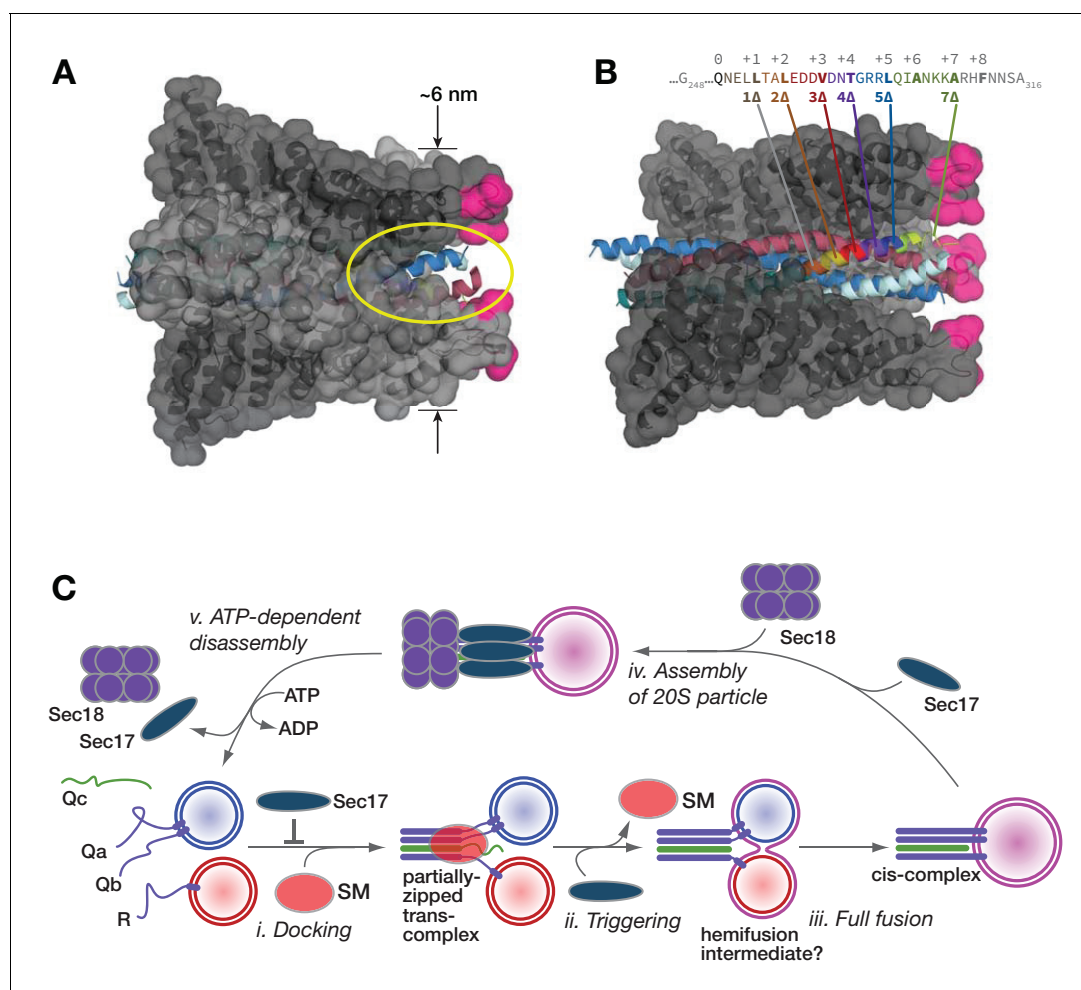 A
~6 nm
B
0 +1 +2 +3 +4 +5 +6 +7 +8
...G248...QNELLTALEDDVDNTGRRLQIANKKARHFNNSA316
1Δ 2Δ 3Δ 4Δ 5Δ 7Δ
C
v. ATP-dependent
disassembly
Sec18
Sec18
Sec17
ATP
ADP
iv. Assembly
of 20S particle
Sec17
Qc
Qa
Qb
R
Sec17
SM
i. Docking
partially-
zipped
trans-
complex
SM
ii. Triggering
hemifusion
intermediate?
iii. Full fusion
cis-complex